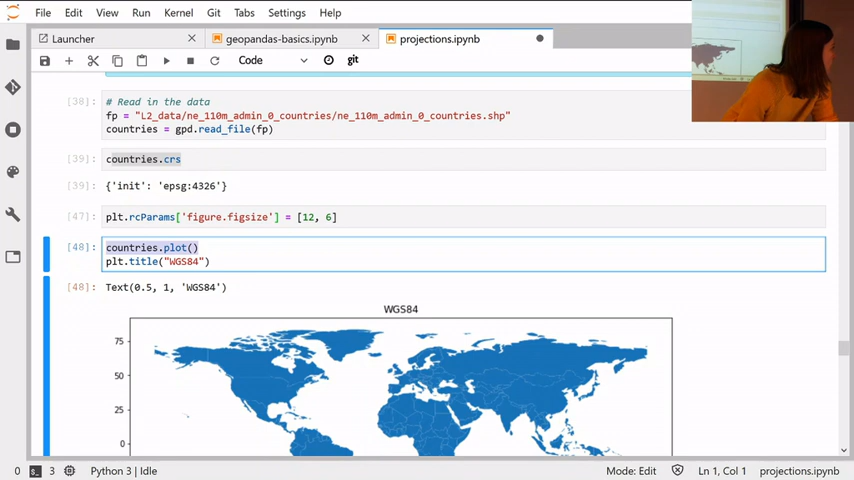 File Edit View Run Kernel Git Tabs Settings Help
Launcher geopandas-basics.ipynb projections.ipynb
Code git
[38]: # Read in the data
fp = "L2_data/ne_110m_admin_0_countries/ne_110m_admin_0_countries.shp"
countries = gpd.read_file(fp)
[39]: countries.crs
[39]: {'init': 'epsg:4326'}
[47]: plt.rcParams['figure.figsize'] = [12, 6]
[48]: countries.plot()
plt.title("WGS84")
[48]: Text(0.5, 1, 'WGS84')
WGS84
75
50
25
0
0 $_ 3 Python 3 | Idle Mode: Edit Ln 1, Col 1 projections.ipynb